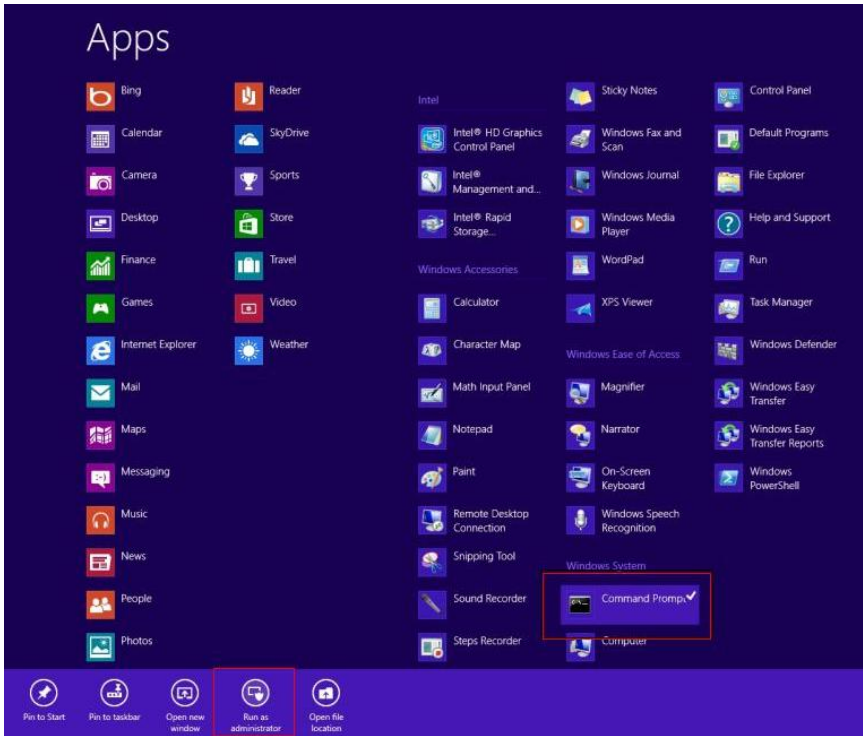 Apps
Bing
Calendar
Camera
Desktop
Finance
Games
Internet Explorer
Mail
Maps
Messaging
Music
News
People
Photos
Reader
SkyDrive
Sports
Store
Travel
Video
Weather
Intel
Intel® HD Graphics
Control Panel
Intel®
Management and...
Intel® Rapid
Storage...
Windows Accessories
Calculator
Character Map
Math Input Panel
Notepad
Paint
Remote Desktop
Connection
Snipping Tool
Sound Recorder
Steps Recorder
Sticky Notes
Windows Fax and
Scan
Windows Journal
Windows Media
Player
WordPad
XPS Viewer
Windows Ease of Access
Magnifier
Narrator
On-Screen
Keyboard
Windows Speech
Recognition
Windows System
Command Prompt
Computer
Control Panel
Default Programs
File Explorer
Help and Support
Run
Task Manager
Windows Defender
Windows Easy
Transfer
Windows Easy
Transfer Reports
Windows
PowerShell
Pin to Start
Pin to taskbar
Open new
window
Run as
administrator
Open file
location